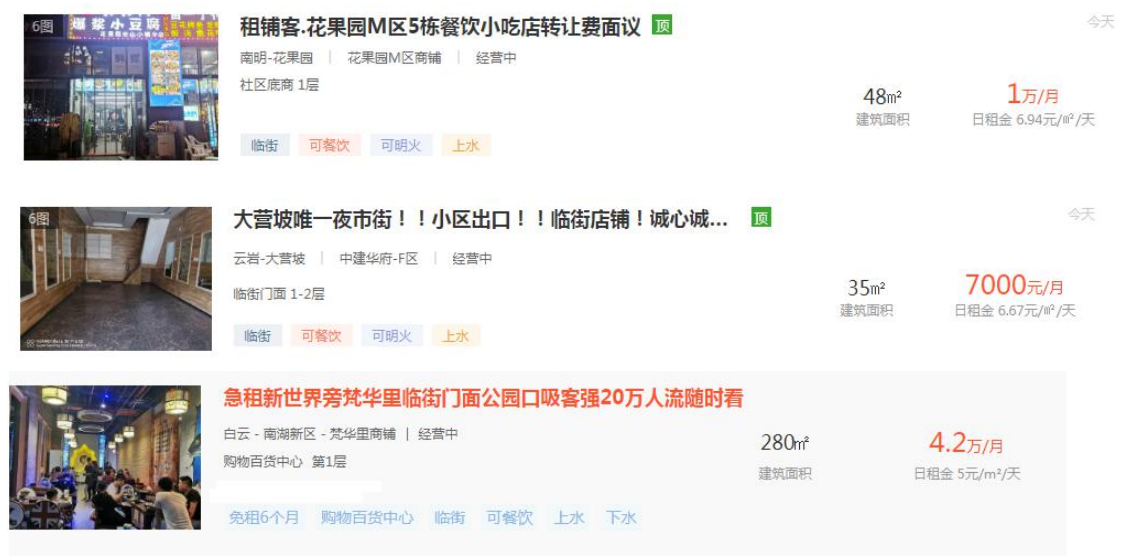 6图
爆浆小豆腐
租铺客.花果园M区5栋餐饮小吃店转让费面议 顶
今天
南明-花果园 | 花果园M区商铺 | 经营中
社区底商 1层
48m² 1万/月
建筑面积 日租金 6.94元/㎡/天
临街 可餐饮 可明火 上水
6图
大营坡唯一夜市街！！小区出口！！临街店铺！诚心诚... 顶
今天
云岩-大营坡 | 中建华府-F区 | 经营中
临街门面 1-2层
35m² 7000元/月
建筑面积 日租金 6.67元/㎡/天
临街 可餐饮 可明火 上水
急租新世界旁梵华里临街门面公园口吸客强20万人流随时看
白云 - 南湖新区 - 梵华里商铺 | 经营中
购物百货中心 第1层
280m² 4.2万/月
建筑面积 日租金 5元/m²/天
免租6个月 购物百货中心 临街 可餐饮 上水 下水